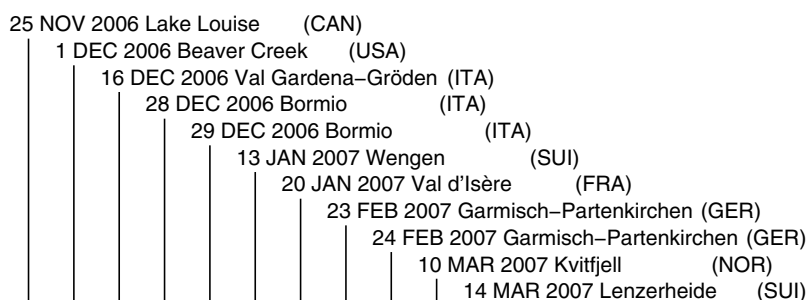 25 NOV 2006 Lake Louise (CAN)
1 DEC 2006 Beaver Creek (USA)
16 DEC 2006 Val Gardena−Gröden (ITA)
28 DEC 2006 Bormio (ITA)
29 DEC 2006 Bormio (ITA)
13 JAN 2007 Wengen (SUI)
20 JAN 2007 Val d'Isère (FRA)
23 FEB 2007 Garmisch−Partenkirchen (GER)
24 FEB 2007 Garmisch−Partenkirchen (GER)
10 MAR 2007 Kvitfjell (NOR)
14 MAR 2007 Lenzerheide (SUI)